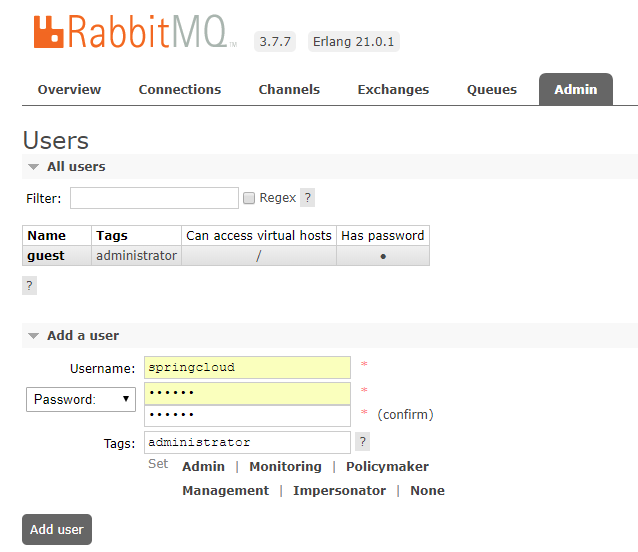 RabbitMQ™ 3.7.7 Erlang 21.0.1
Overview Connections Channels Exchanges Queues Admin
Users
All users
Filter: Regex ?
Name Tags Can access virtual hosts Has password
guest administrator / ●
?
Add a user
Username: springcloud *
Password: •••••• *
•••••• * (confirm)
Tags: administrator ?
Set Admin | Monitoring | Policymaker
Management | Impersonator | None
Add user